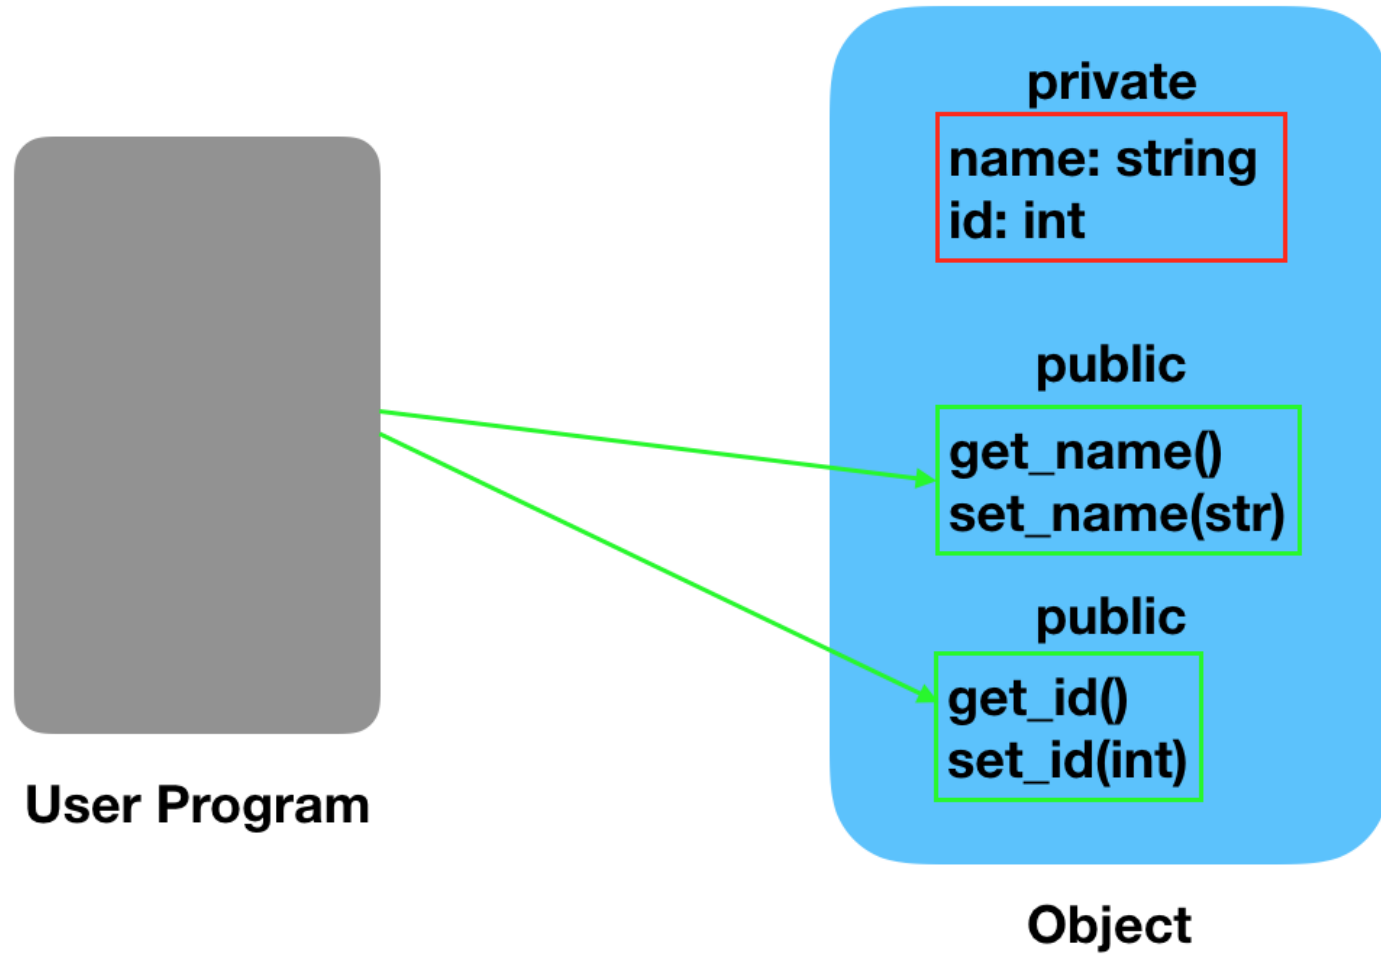 private
name: string
id: int
public
get_name()
set_name(str)
public
get_id()
set_id(int)
User Program
Object